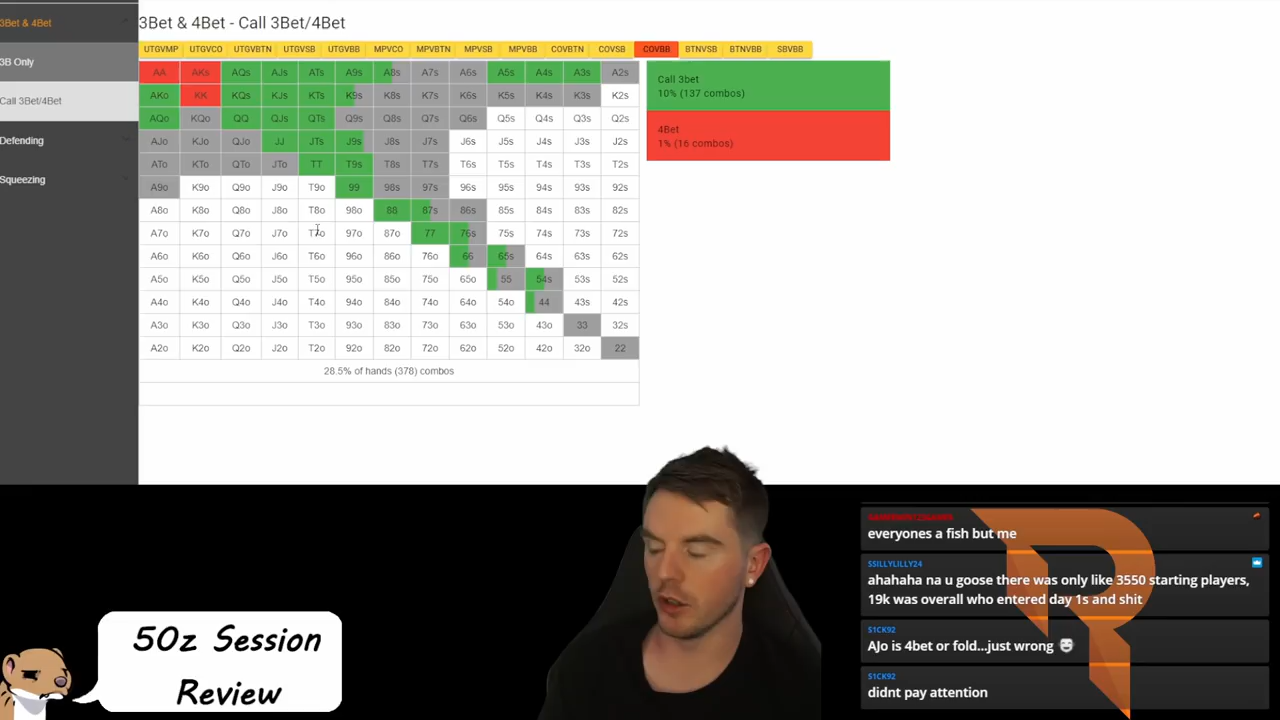 3Bet & 4Bet
3B Only
Call 3Bet/4Bet
Defending
Squeezing
3Bet & 4Bet - Call 3Bet/4Bet
UTGVMP UTGVCO UTGVBTN UTGVSB UTGVBB MPVCO MPVBTN MPVSB MPVBB COVBTN COVSB COVBB BTNVSB BTNVBB SBVBB
AA AKs AQs AJs ATs A9s A8s A7s A6s A5s A4s A3s A2s
AKo KK KQs KJs KTs K9s K8s K7s K6s K5s K4s K3s K2s
AQo KQo QQ QJs QTs Q9s Q8s Q7s Q6s Q5s Q4s Q3s Q2s
AJo KJo QJo JJ JTs J9s J8s J7s J6s J5s J4s J3s J2s
ATo KTo QTo JTo TT T9s T8s T7s T6s T5s T4s T3s T2s
A9o K9o Q9o J9o T9o 99 98s 97s 96s 95s 94s 93s 92s
A8o K8o Q8o J8o T8o 98o 88 87s 86s 85s 84s 83s 82s
A7o K7o Q7o J7o T7o 97o 87o 77 76s 75s 74s 73s 72s
A6o K6o Q6o J6o T6o 96o 86o 76o 66 65s 64s 63s 62s
A5o K5o Q5o J5o T5o 95o 85o 75o 65o 55 54s 53s 52s
A4o K4o Q4o J4o T4o 94o 84o 74o 64o 54o 44 43s 42s
A3o K3o Q3o J3o T3o 93o 83o 73o 63o 53o 43o 33 32s
A2o K2o Q2o J2o T2o 92o 82o 72o 62o 52o 42o 32o 22
28.5% of hands (378) combos
Call 3bet
10% (137 combos)
4Bet
1% (16 combos)
50z Session
Review
everyones a fish but me
SSILLYLILLY24
ahahaha na u goose there was only like 3550 starting players,
19k was overall who entered day 1s and shit
S1CK92
AJo is 4bet or fold...just wrong
S1CK92
didnt pay attention